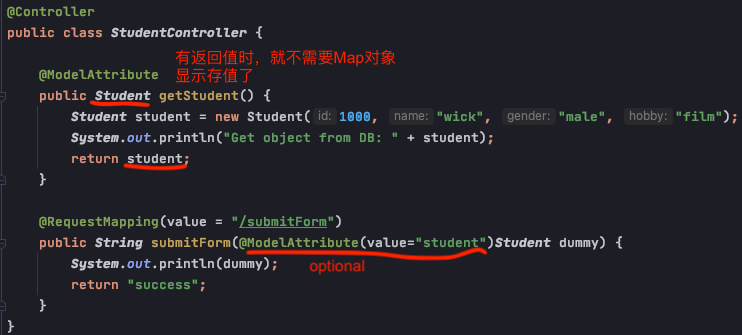 @Controller
public class StudentController {
有返回值时，就不需要Map对象
显示存值了
@ModelAttribute
public Student getStudent() {
Student student = new Student( id: 1000, name: "wick", gender: "male", hobby: "film");
System.out.println("Get object from DB: " + student);
return student;
}
@RequestMapping(value = "/submitForm")
public String submitForm(@ModelAttribute(value="student")Student dummy) {
System.out.println(dummy);
optional
return "success";
}
}